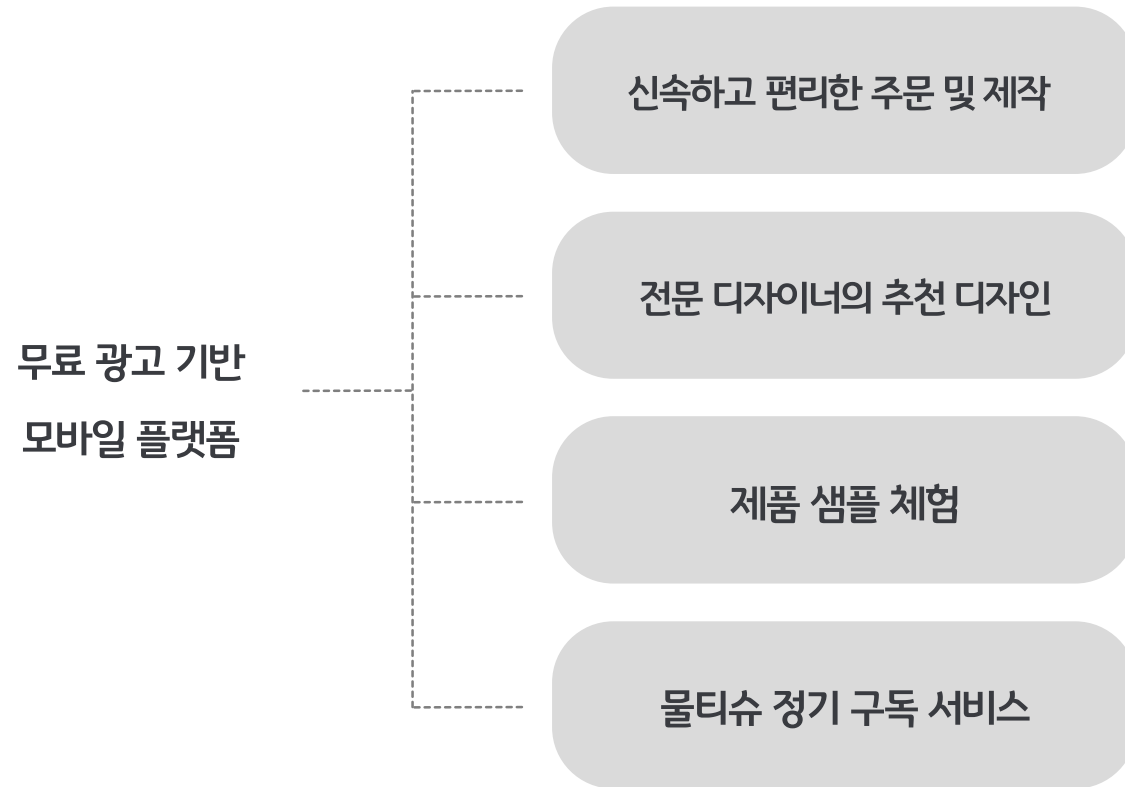 무료 광고 기반
모바일 플랫폼
신속하고 편리한 주문 및 제작
전문 디자이너의 추천 디자인
제품 샘플 체험
물티슈 정기 구독 서비스